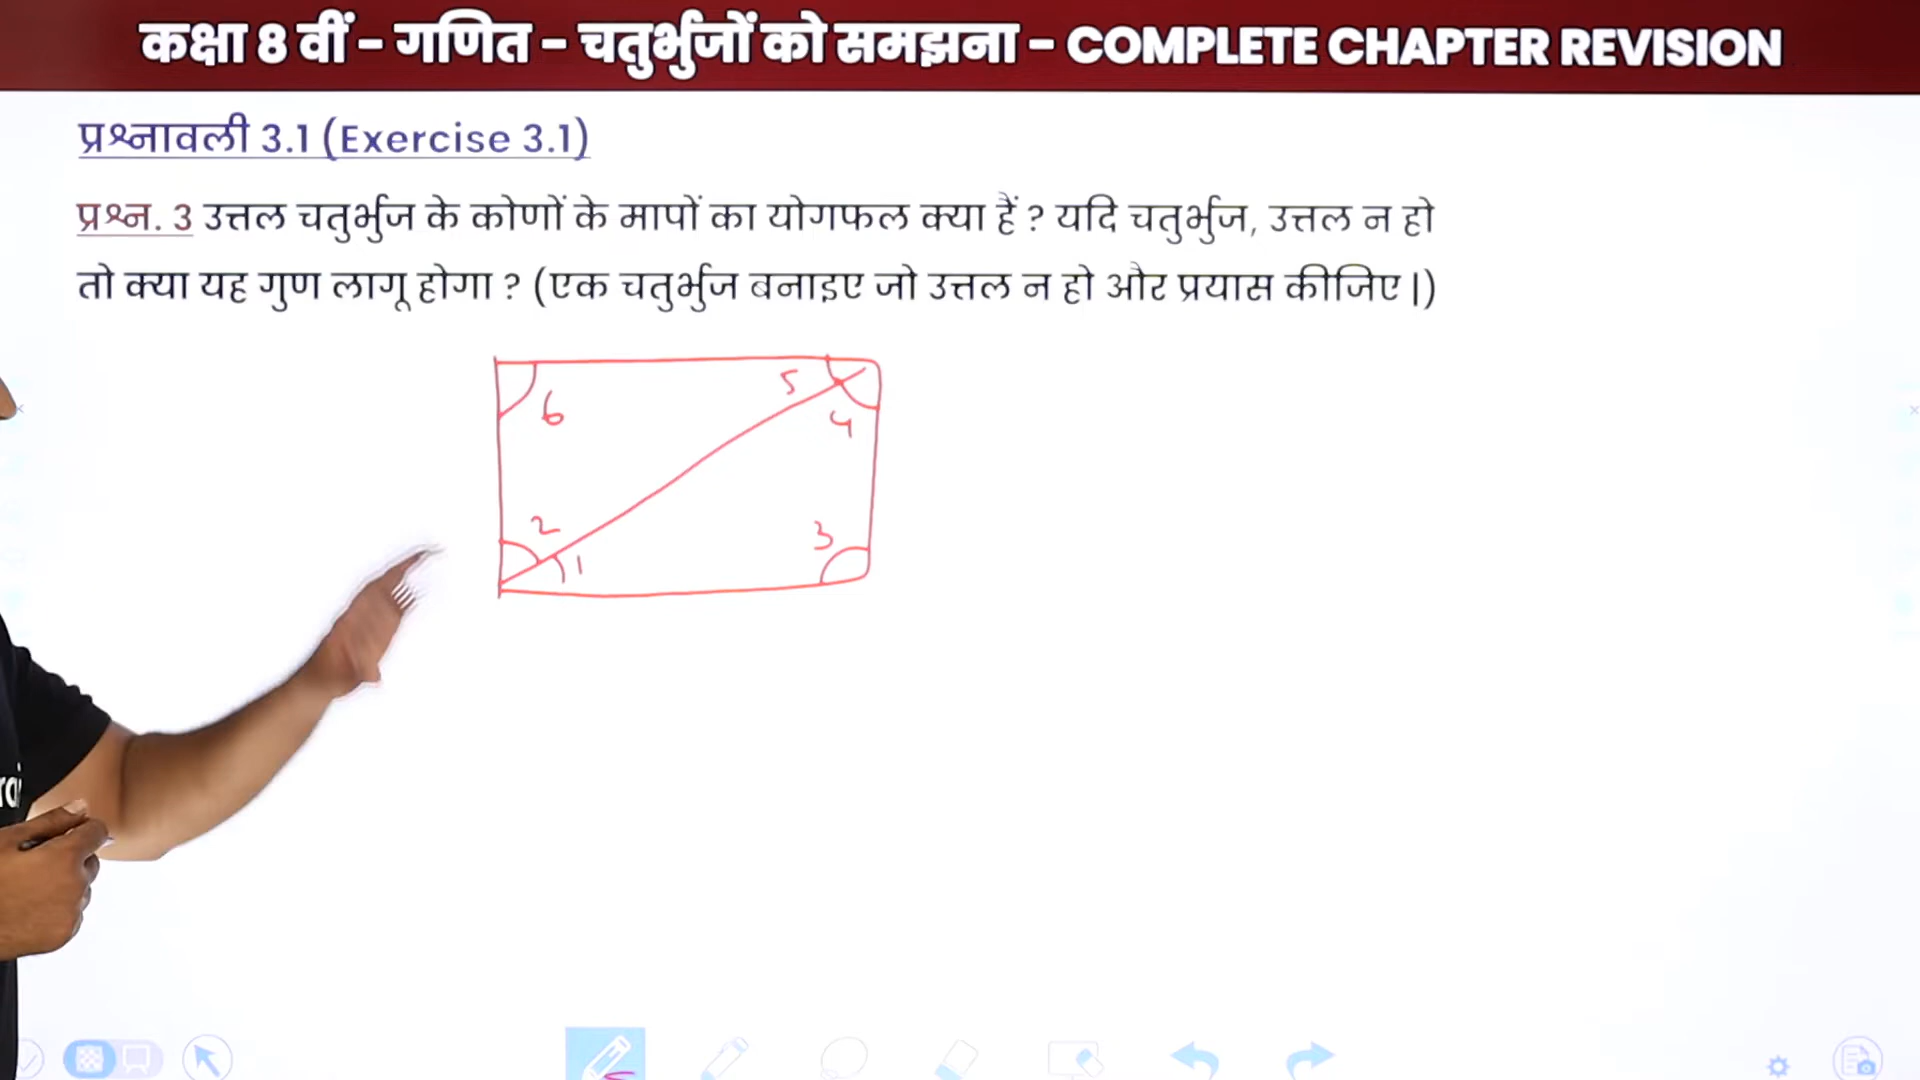 कक्षा 8 वीं – गणित – चतुर्भुजों को समझना – COMPLETE CHAPTER REVISION
प्रश्नावली 3.1 (Exercise 3.1)
प्रश्न. 3 उत्तल चतुर्भुज के कोणों के मापों का योगफल क्या हैं ? यदि चतुर्भुज, उत्तल न हो
तो क्या यह गुण लागू होगा ? (एक चतुर्भुज बनाइए जो उत्तल न हो और प्रयास कीजिए |)
5
6
4
2
3
1